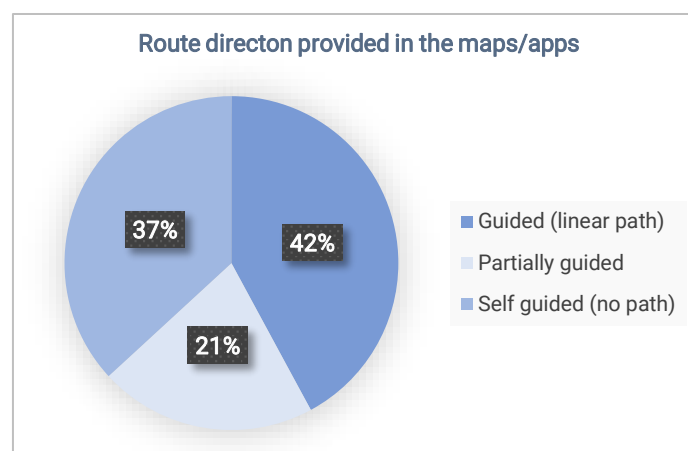 Route directon provided in the maps/apps
37%
42%
21%
Guided (linear path)
Partially guided
Self guided (no path)